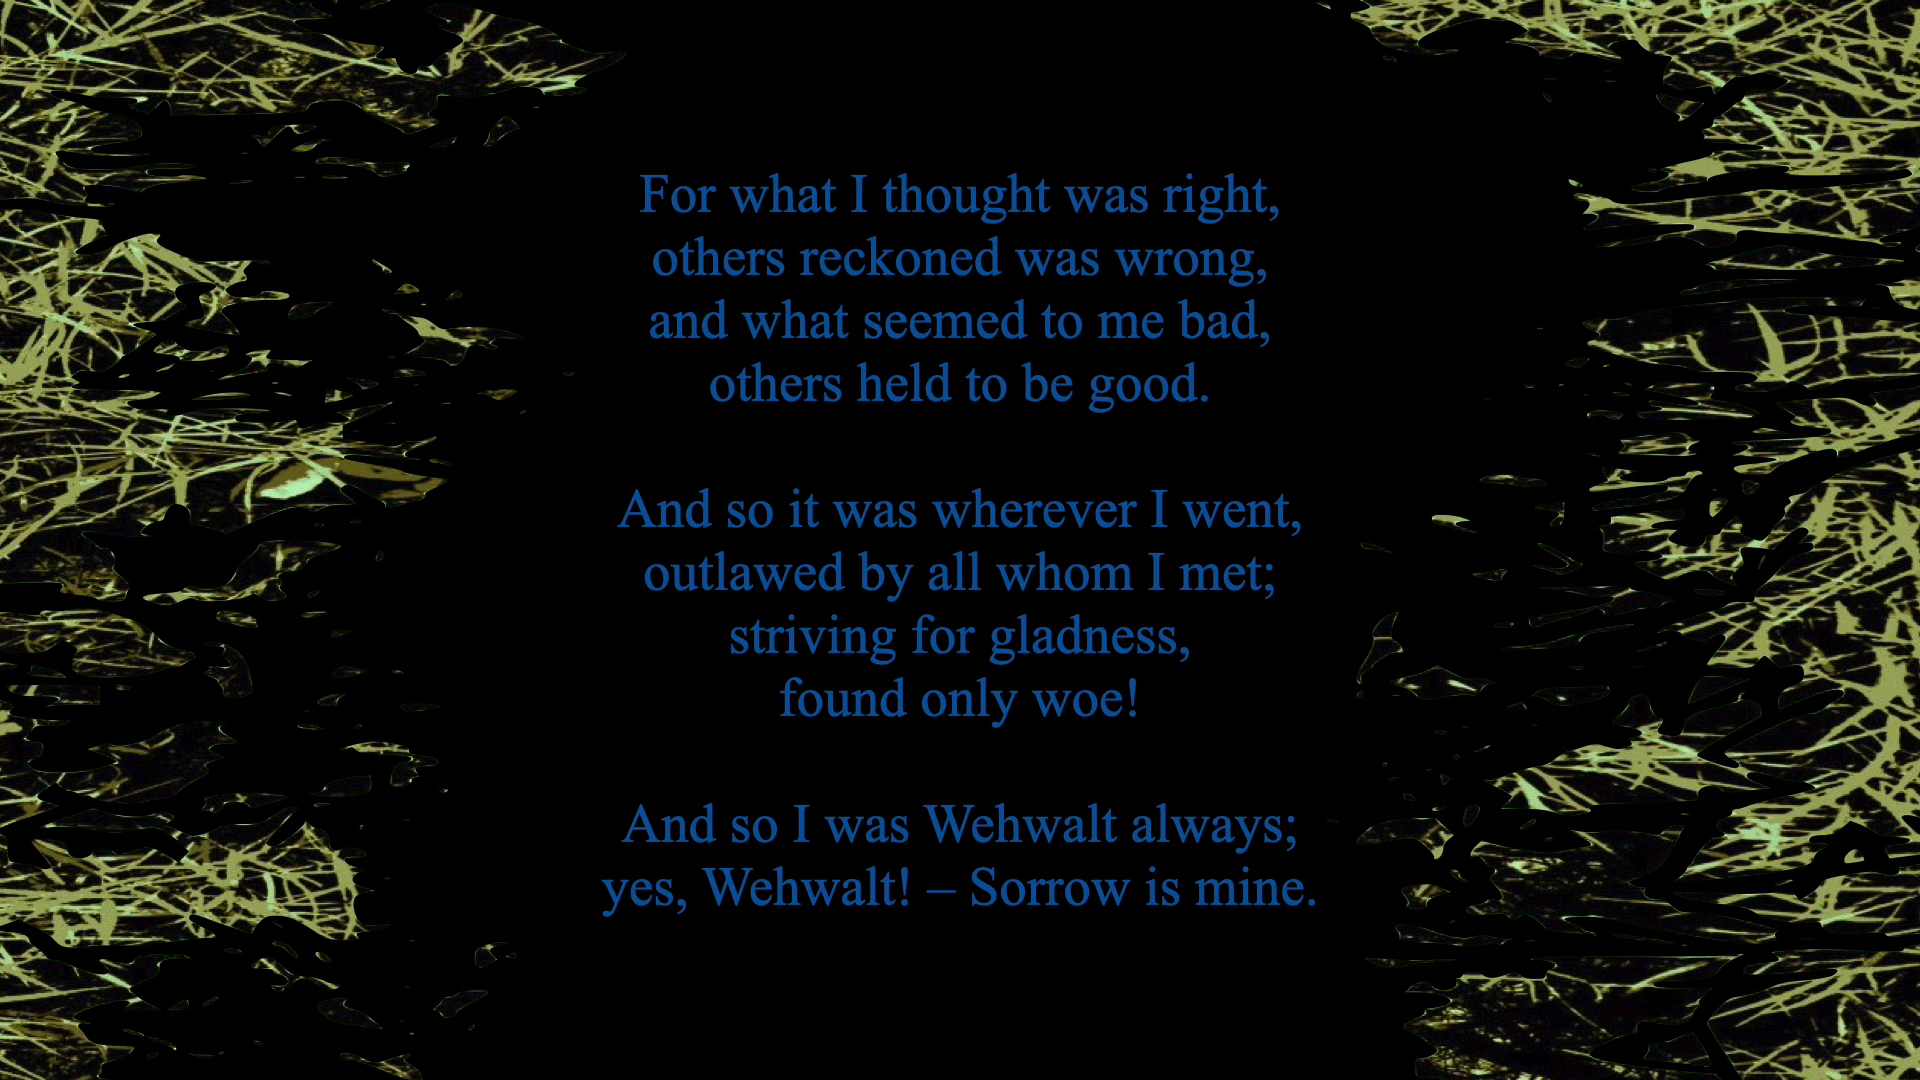 For what I thought was right,
others reckoned was wrong,
and what seemed to me bad,
others held to be good.
And so it was wherever I went,
outlawed by all whom I met;
striving for gladness,
found only woe!
And so I was Wehwalt always;
yes, Wehwalt! – Sorrow is mine.